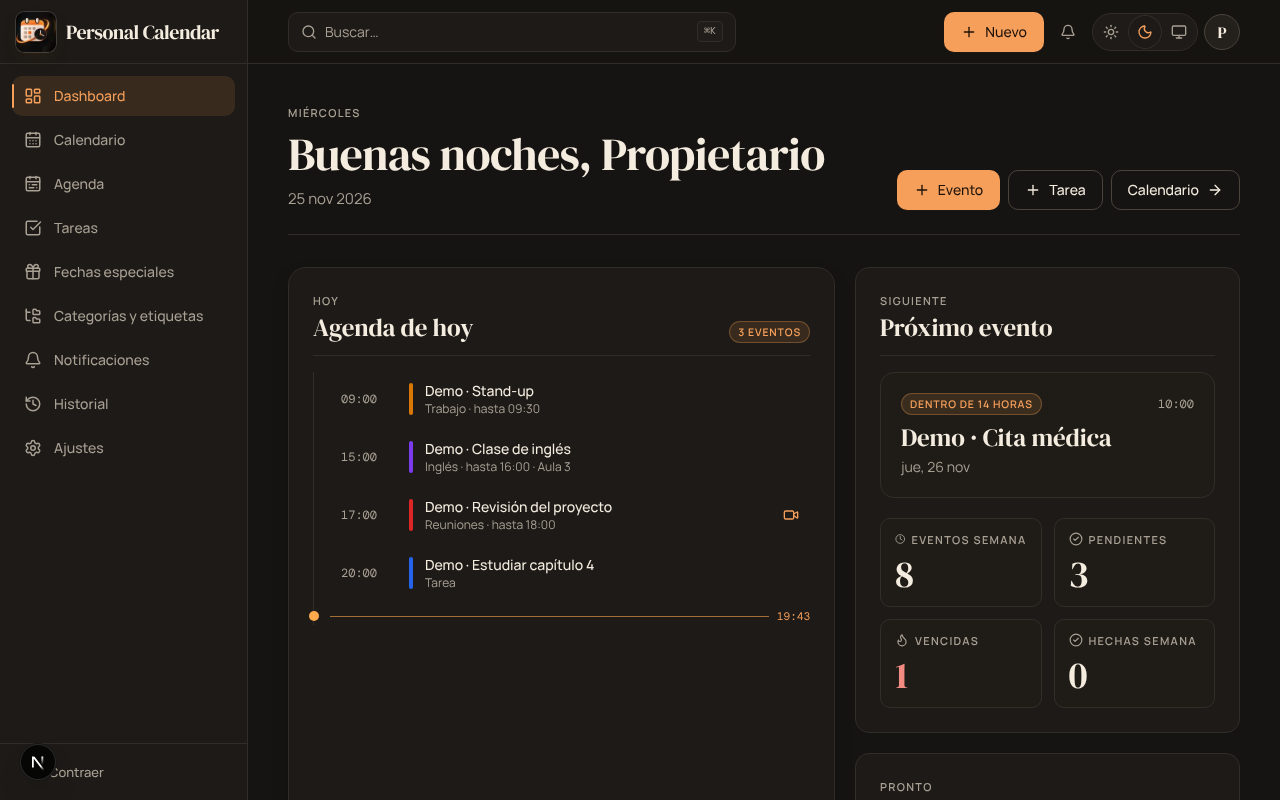 Personal Calendar
Buscar...
⌘K
Nuevo
P
Dashboard
Calendario
Agenda
Tareas
Fechas especiales
Categorías y etiquetas
Notificaciones
Historial
Ajustes
N
Contraer
MIÉRCOLES
Buenas noches, Propietario
25 nov 2026
Evento
Tarea
Calendario
HOY
Agenda de hoy
3 EVENTOS
09:00
Demo · Stand-up
Trabajo · hasta 09:30
15:00
Demo · Clase de inglés
Inglés · hasta 16:00 · Aula 3
17:00
Demo · Revisión del proyecto
Reuniones · hasta 18:00
20:00
Demo · Estudiar capítulo 4
Tarea
19:43
SIGUIENTE
Próximo evento
DENTRO DE 14 HORAS
10:00
Demo · Cita médica
jue, 26 nov
EVENTOS SEMANA
8
PENDIENTES
3
VENCIDAS
1
HECHAS SEMANA
0
PRONTO